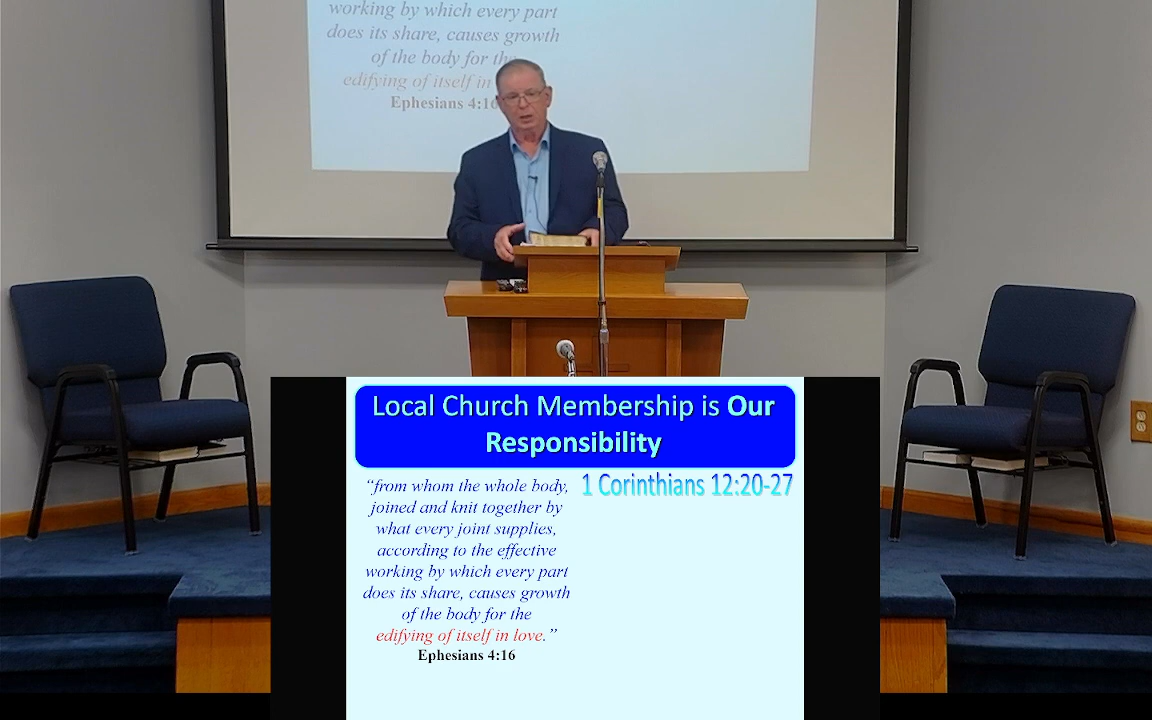 working by which every part
does its share, causes growth
of the body for the
edifying of itself in
Ephesians 4:16
Local Church Membership is Our
Responsibility
“from whom the whole body,
joined and knit together by
what every joint supplies,
according to the effective
working by which every part
does its share, causes growth
of the body for the
edifying of itself in love.”
Ephesians 4:16
1 Corinthians 12:20-27